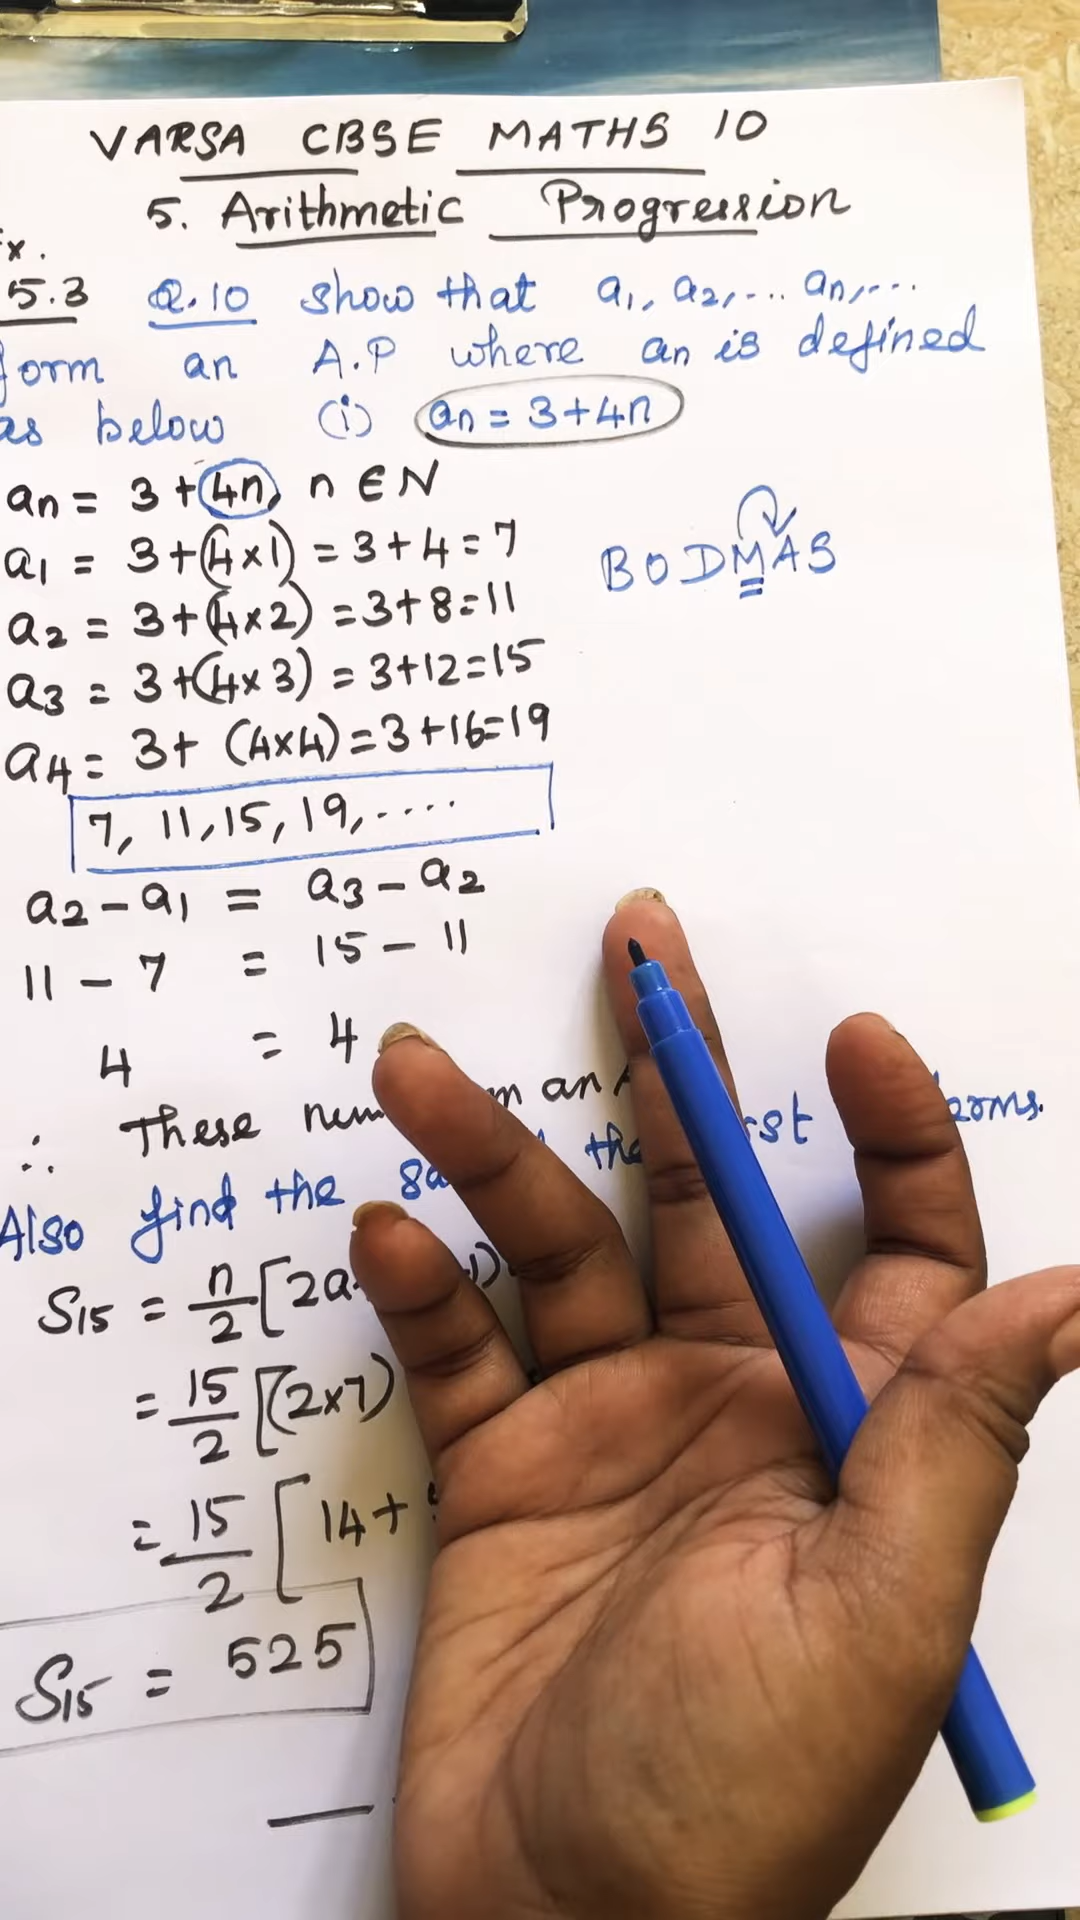 VARSA CBSE MATHS 10
5. Arithmetic Progression
Ex.
5.3 Q.10 show that a1, a2,... an,...
form an A.P where an is defined
as below (i) an = 3+4n
an = 3+4n, n ∈ N
a1 = 3+(4×1) = 3+4=7
BODMAS
a2 = 3+(4×2) =3+8=11
a3 = 3+(4×3) = 3+12=15
a4= 3+ (4×4)=3+16=19
7, 11,15, 19,....
a2-a1 = a3-a2
11-7 = 15-11
4 = 4
∴ These an
Also find the
S15 = n/2[2a
= 15/2[(2×7)
= 15/2[14+
S15 = 525